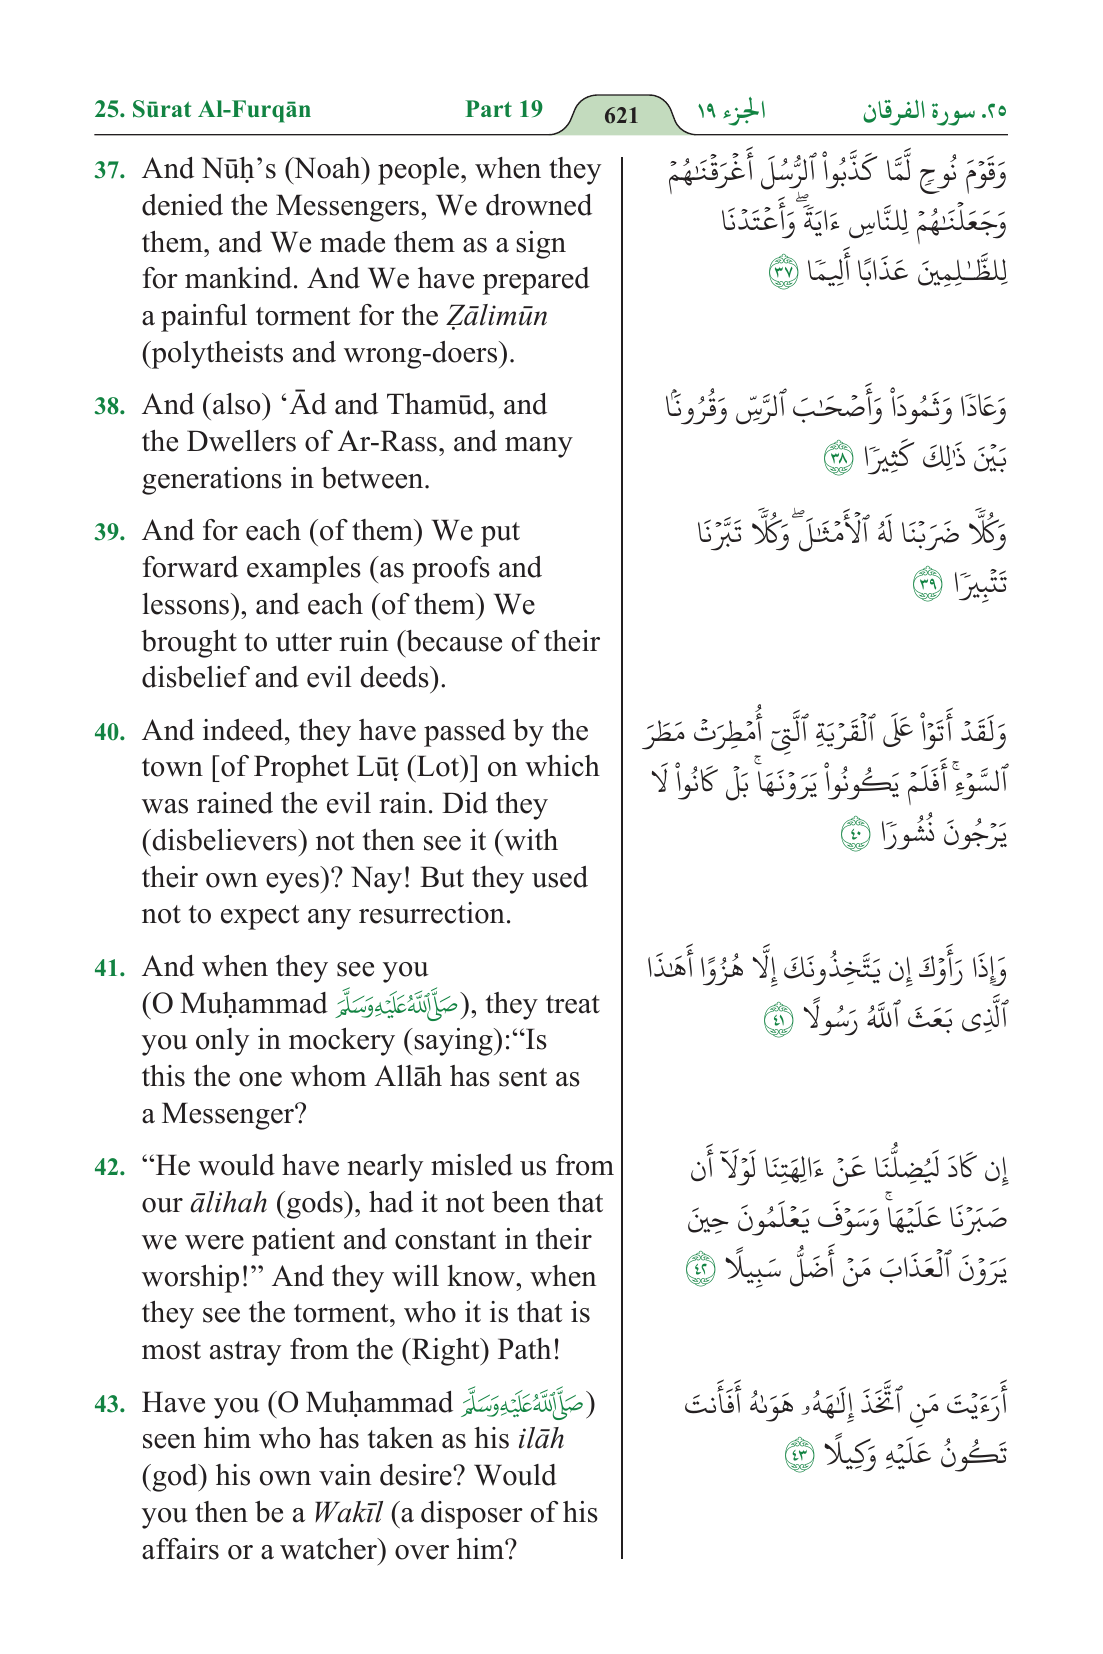 25. Sūrat Al-Furqān Part 19 621 الجزء ١٩ ٢٥. سورة الفرقان
37. And Nūḥ’s (Noah) people, when they
denied the Messengers, We drowned
them, and We made them as a sign
for mankind. And We have prepared
a painful torment for the Ẓālimūn
(polytheists and wrong-doers).
وَقَوْمَ نُوحٍ لَّمَّا كَذَّبُوا۟ ٱلرُّسُلَ أَغْرَقْنَـٰهُمْ
وَجَعَلْنَـٰهُمْ لِلنَّاسِ ءَايَةً ۖ وَأَعْتَدْنَا
لِلظَّـٰلِمِينَ عَذَابًا أَلِيمًا ٣٧
38. And (also) ‘Ād and Thamūd, and
the Dwellers of Ar-Rass, and many
generations in between.
وَعَادًا وَثَمُودَا۟ وَأَصْحَـٰبَ ٱلرَّسِّ وَقُرُونًۢا
بَيْنَ ذَٰلِكَ كَثِيرًا ٣٨
39. And for each (of them) We put
forward examples (as proofs and
lessons), and each (of them) We
brought to utter ruin (because of their
disbelief and evil deeds).
وَكُلًّا ضَرَبْنَا لَهُ ٱلْأَمْثَـٰلَ ۖ وَكُلًّا تَبَّرْنَا
تَتْبِيرًا ٣٩
40. And indeed, they have passed by the
town [of Prophet Lūṭ (Lot)] on which
was rained the evil rain. Did they
(disbelievers) not then see it (with
their own eyes)? Nay! But they used
not to expect any resurrection.
وَلَقَدْ أَتَوْا۟ عَلَى ٱلْقَرْيَةِ ٱلَّتِىٓ أُمْطِرَتْ مَطَرَ
ٱلسَّوْءِ ۚ أَفَلَمْ يَكُونُوا۟ يَرَوْنَهَا ۚ بَلْ كَانُوا۟ لَا
يَرْجُونَ نُشُورًا ٤٠
41. And when they see you
(O Muḥammad صَلَّى ٱللَّهُ عَلَيْهِ وَسَلَّمَ), they treat
you only in mockery (saying):“Is
this the one whom Allāh has sent as
a Messenger?
وَإِذَا رَأَوْكَ إِن يَتَّخِذُونَكَ إِلَّا هُزُوًا أَهَـٰذَا
ٱلَّذِى بَعَثَ ٱللَّهُ رَسُولًا ٤١
42. “He would have nearly misled us from
our ālihah (gods), had it not been that
we were patient and constant in their
worship!” And they will know, when
they see the torment, who it is that is
most astray from the (Right) Path!
إِن كَادَ لَيُضِلُّنَا عَنْ ءَالِهَتِنَا لَوْلَآ أَن
صَبَرْنَا عَلَيْهَا ۚ وَسَوْفَ يَعْلَمُونَ حِينَ
يَرَوْنَ ٱلْعَذَابَ مَنْ أَضَلُّ سَبِيلًا ٤٢
43. Have you (O Muḥammad صَلَّى ٱللَّهُ عَلَيْهِ وَسَلَّمَ)
seen him who has taken as his ilāh
(god) his own vain desire? Would
you then be a Wakīl (a disposer of his
affairs or a watcher) over him?
أَرَءَيْتَ مَنِ ٱتَّخَذَ إِلَـٰهَهُۥ هَوَىٰهُ أَفَأَنتَ
تَكُونُ عَلَيْهِ وَكِيلًا ٤٣